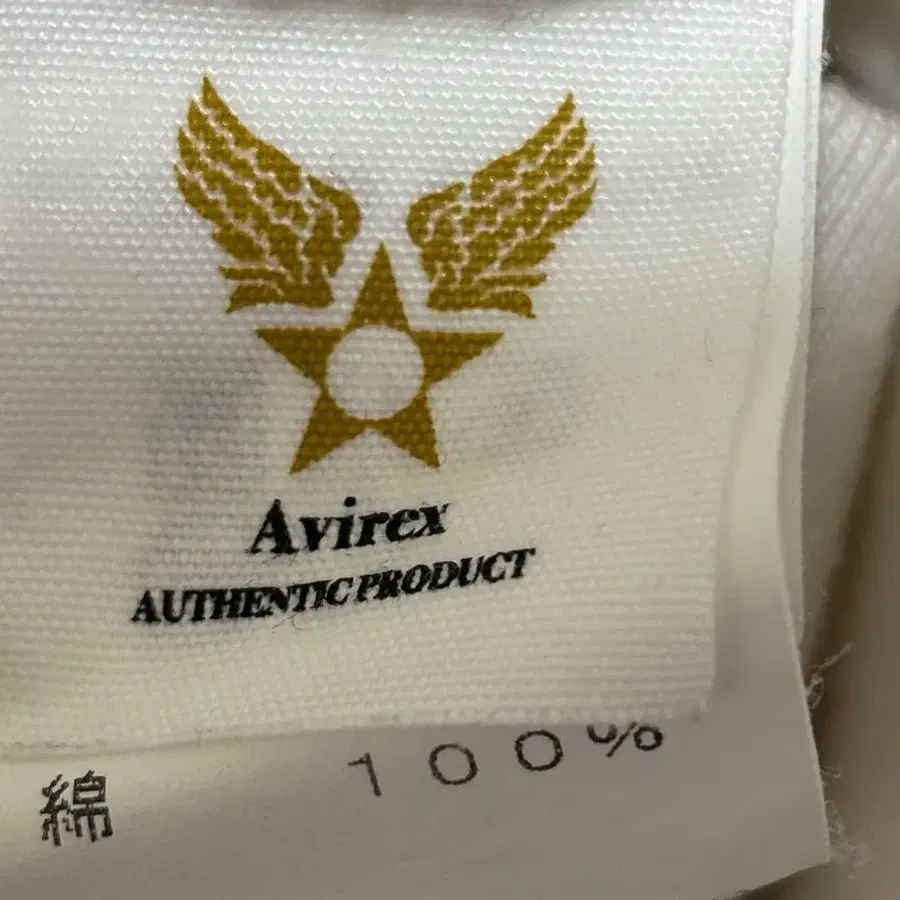 Avirex
AUTHENTIC PRODUCT
綿 100%